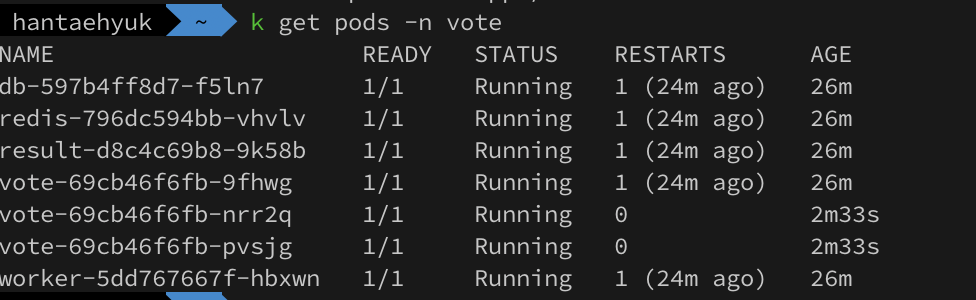 hantaehyuk ~ k get pods -n vote
NAME READY STATUS RESTARTS AGE
db-597b4ff8d7-f5ln7 1/1 Running 1 (24m ago) 26m
redis-796dc594bb-vhvlv 1/1 Running 1 (24m ago) 26m
result-d8c4c69b8-9k58b 1/1 Running 1 (24m ago) 26m
vote-69cb46f6fb-9fhwg 1/1 Running 1 (24m ago) 26m
vote-69cb46f6fb-nrr2q 1/1 Running 0 2m33s
vote-69cb46f6fb-pvsjg 1/1 Running 0 2m33s
worker-5dd767667f-hbxwn 1/1 Running 1 (24m ago) 26m